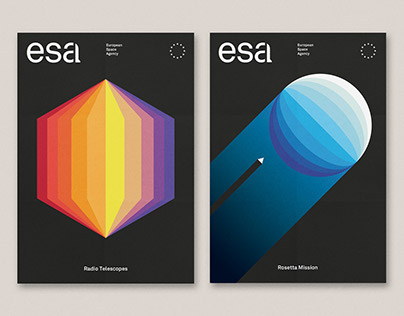 esa
European
Space
Agency
Radio Telescopes
esa
European
Space
Agency
Rosetta Mission